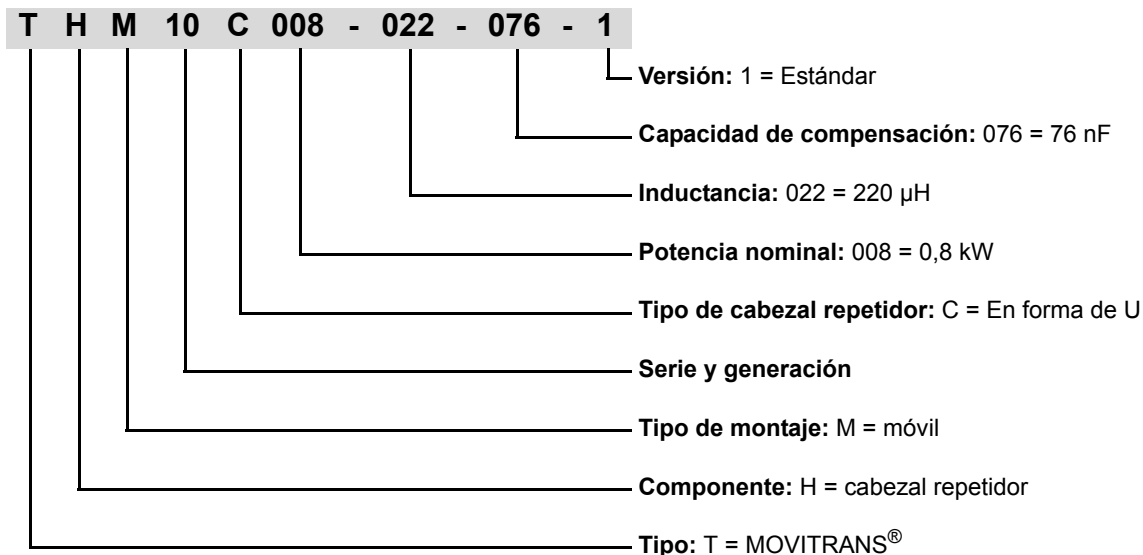 T H M 10 C 008 - 022 - 076 - 1
Versión: 1 = Estándar
Capacidad de compensación: 076 = 76 nF
Inductancia: 022 = 220 µH
Potencia nominal: 008 = 0,8 kW
Tipo de cabezal repetidor: C = En forma de U
Serie y generación
Tipo de montaje: M = móvil
Componente: H = cabezal repetidor
Tipo: T = MOVITRANS®